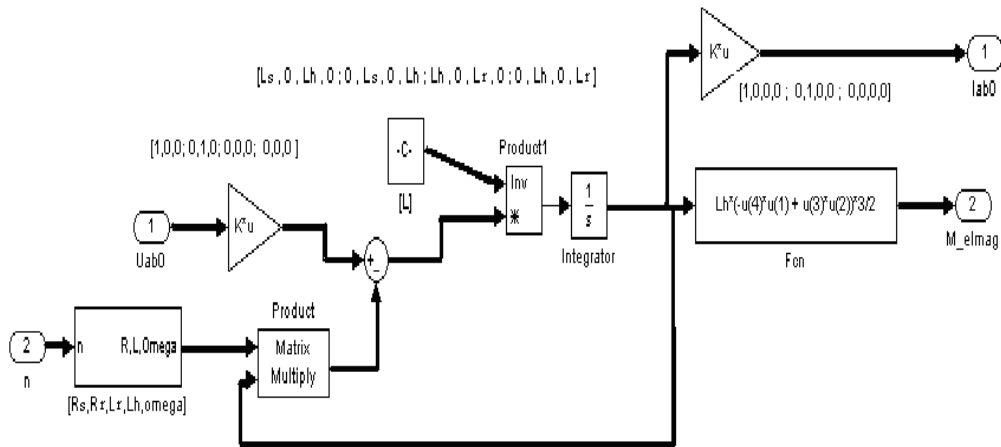 K*u
1
Iab0
[1,0,0,0 ; 0,1,0,0 ; 0,0,0,0]
[Ls,0,Lh,0;0,Ls,0,Lh;Lh,0,Lr,0;0,Lh,0,Lr]
[1,0,0; 0,1,0; 0,0,0; 0,0,0]
-C-
[L]
Product1
Inv
*
1
s
Integrator
Lh*(-u(4)*u(1) + u(3)*u(2))*3/2
Fcn
2
M_elmag
1
Uab0
K*u
+
-
Product
Matrix
Multiply
2
n
n
R,L,Omega
[Rs,Rr,Lr,Lh,omega]